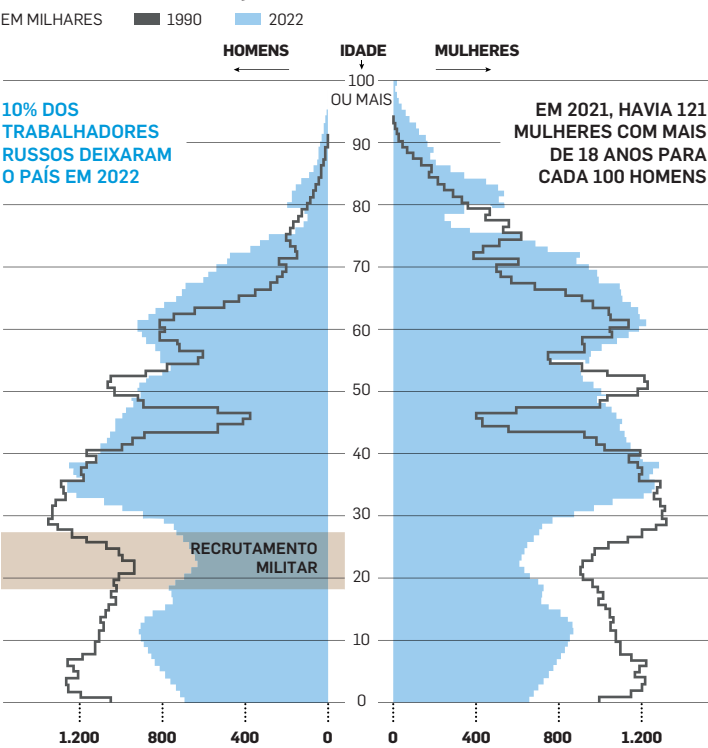 EM MILHARES 1990 2022
HOMENS IDADE MULHERES
100
OU MAIS
10% DOS
TRABALHADORES
RUSSOS DEIXARAM
O PAÍS EM 2022
EM 2021, HAVIA 121
MULHERES COM MAIS
DE 18 ANOS PARA
CADA 100 HOMENS
90
80
70
60
50
40
30
RECRUTAMENTO
MILITAR
20
10
0
1.200 800 400 0 0 400 800 1.200